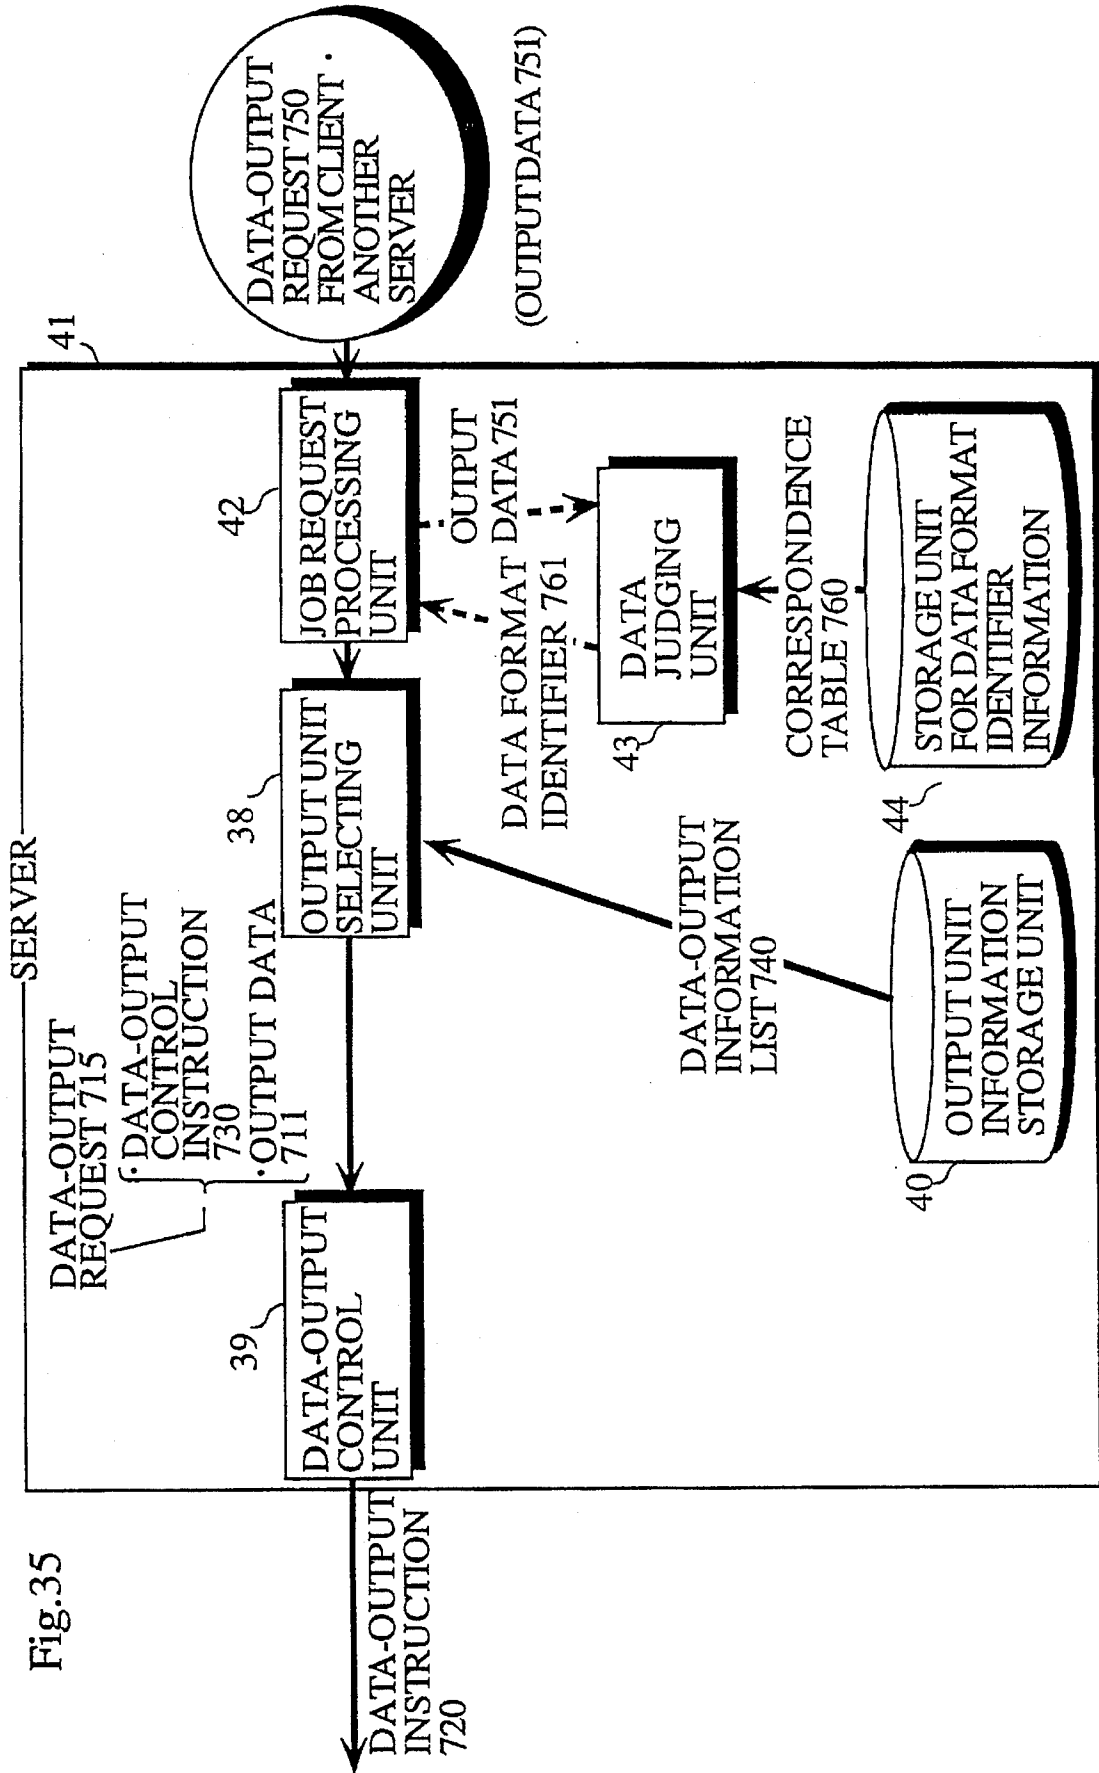 Fig.35
SERVER
41
DATA-OUTPUT
REQUEST 715
· DATA-OUTPUT
CONTROL
INSTRUCTION
730
· OUTPUT DATA
711
39
DATA-OUTPUT
CONTROL
UNIT
38
OUTPUT UNIT
SELECTING
UNIT
42
JOB REQUEST
PROCESSING
UNIT
DATA-OUTPUT
REQUEST 750
FROM CLIENT ·
ANOTHER
SERVER
(OUTPUT DATA 751)
DATA-OUTPUT
INSTRUCTION
720
DATA FORMAT
IDENTIFIER 761
OUTPUT
DATA 751
43
DATA
JUDGING
UNIT
DATA-OUTPUT
INFORMATION
LIST 740
CORRESPONDENCE
TABLE 760
40
OUTPUT UNIT
INFORMATION
STORAGE UNIT
44
STORAGE UNIT
FOR DATA FORMAT
IDENTIFIER
INFORMATION